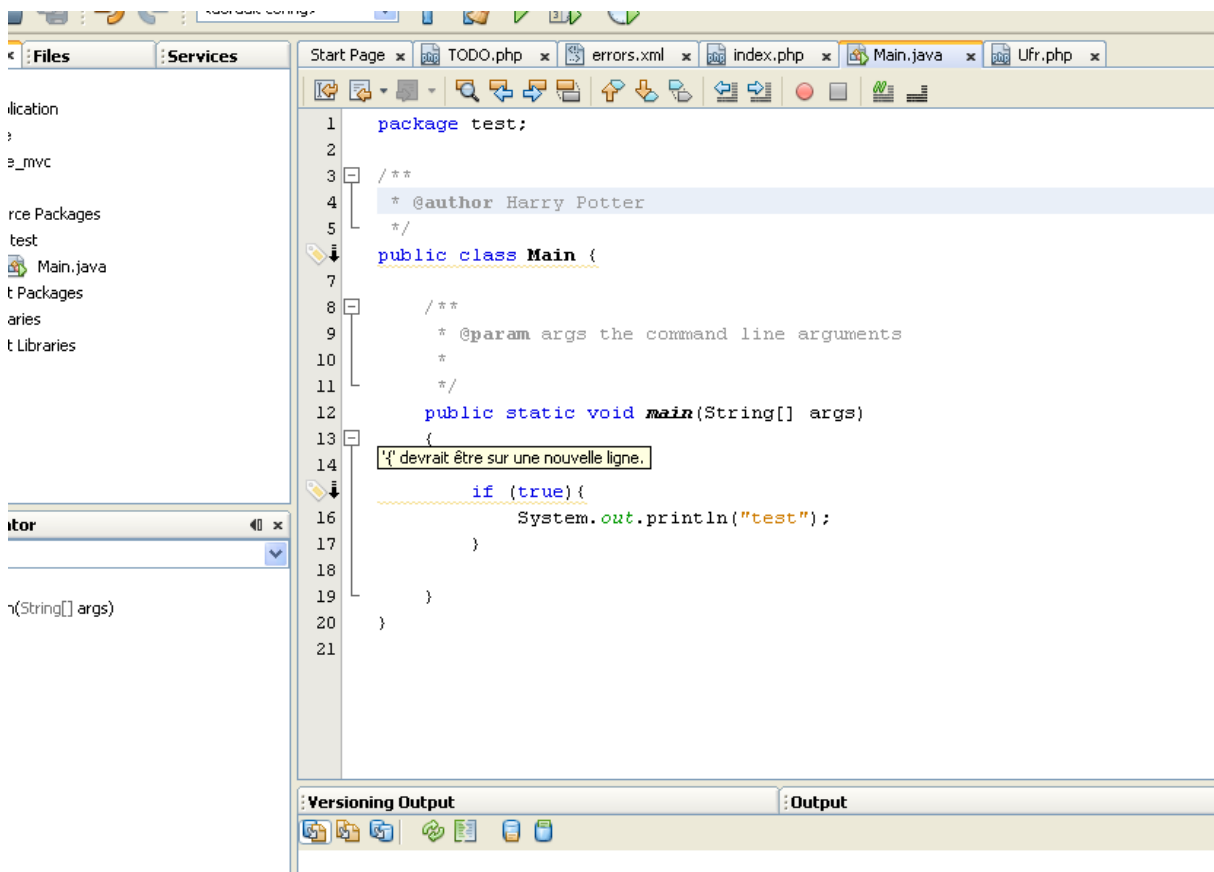 Files
Services
lication
e_mvc
rce Packages
test
Main.java
t Packages
aries
t Libraries
ator
(String[] args)
Start Page x TODO.php x errors.xml x index.php x Main.java x Ufr.php x
1 package test;
2
3 /**
4 * @author Harry Potter
5 */
public class Main {
7
8 /**
9 * @param args the command line arguments
10 *
11 */
12 public static void main(String[] args)
13 {
'{' devrait être sur une nouvelle ligne.
14
if (true){
16 System.out.println("test");
17 }
18
19 }
20 }
21
Versioning Output
Output